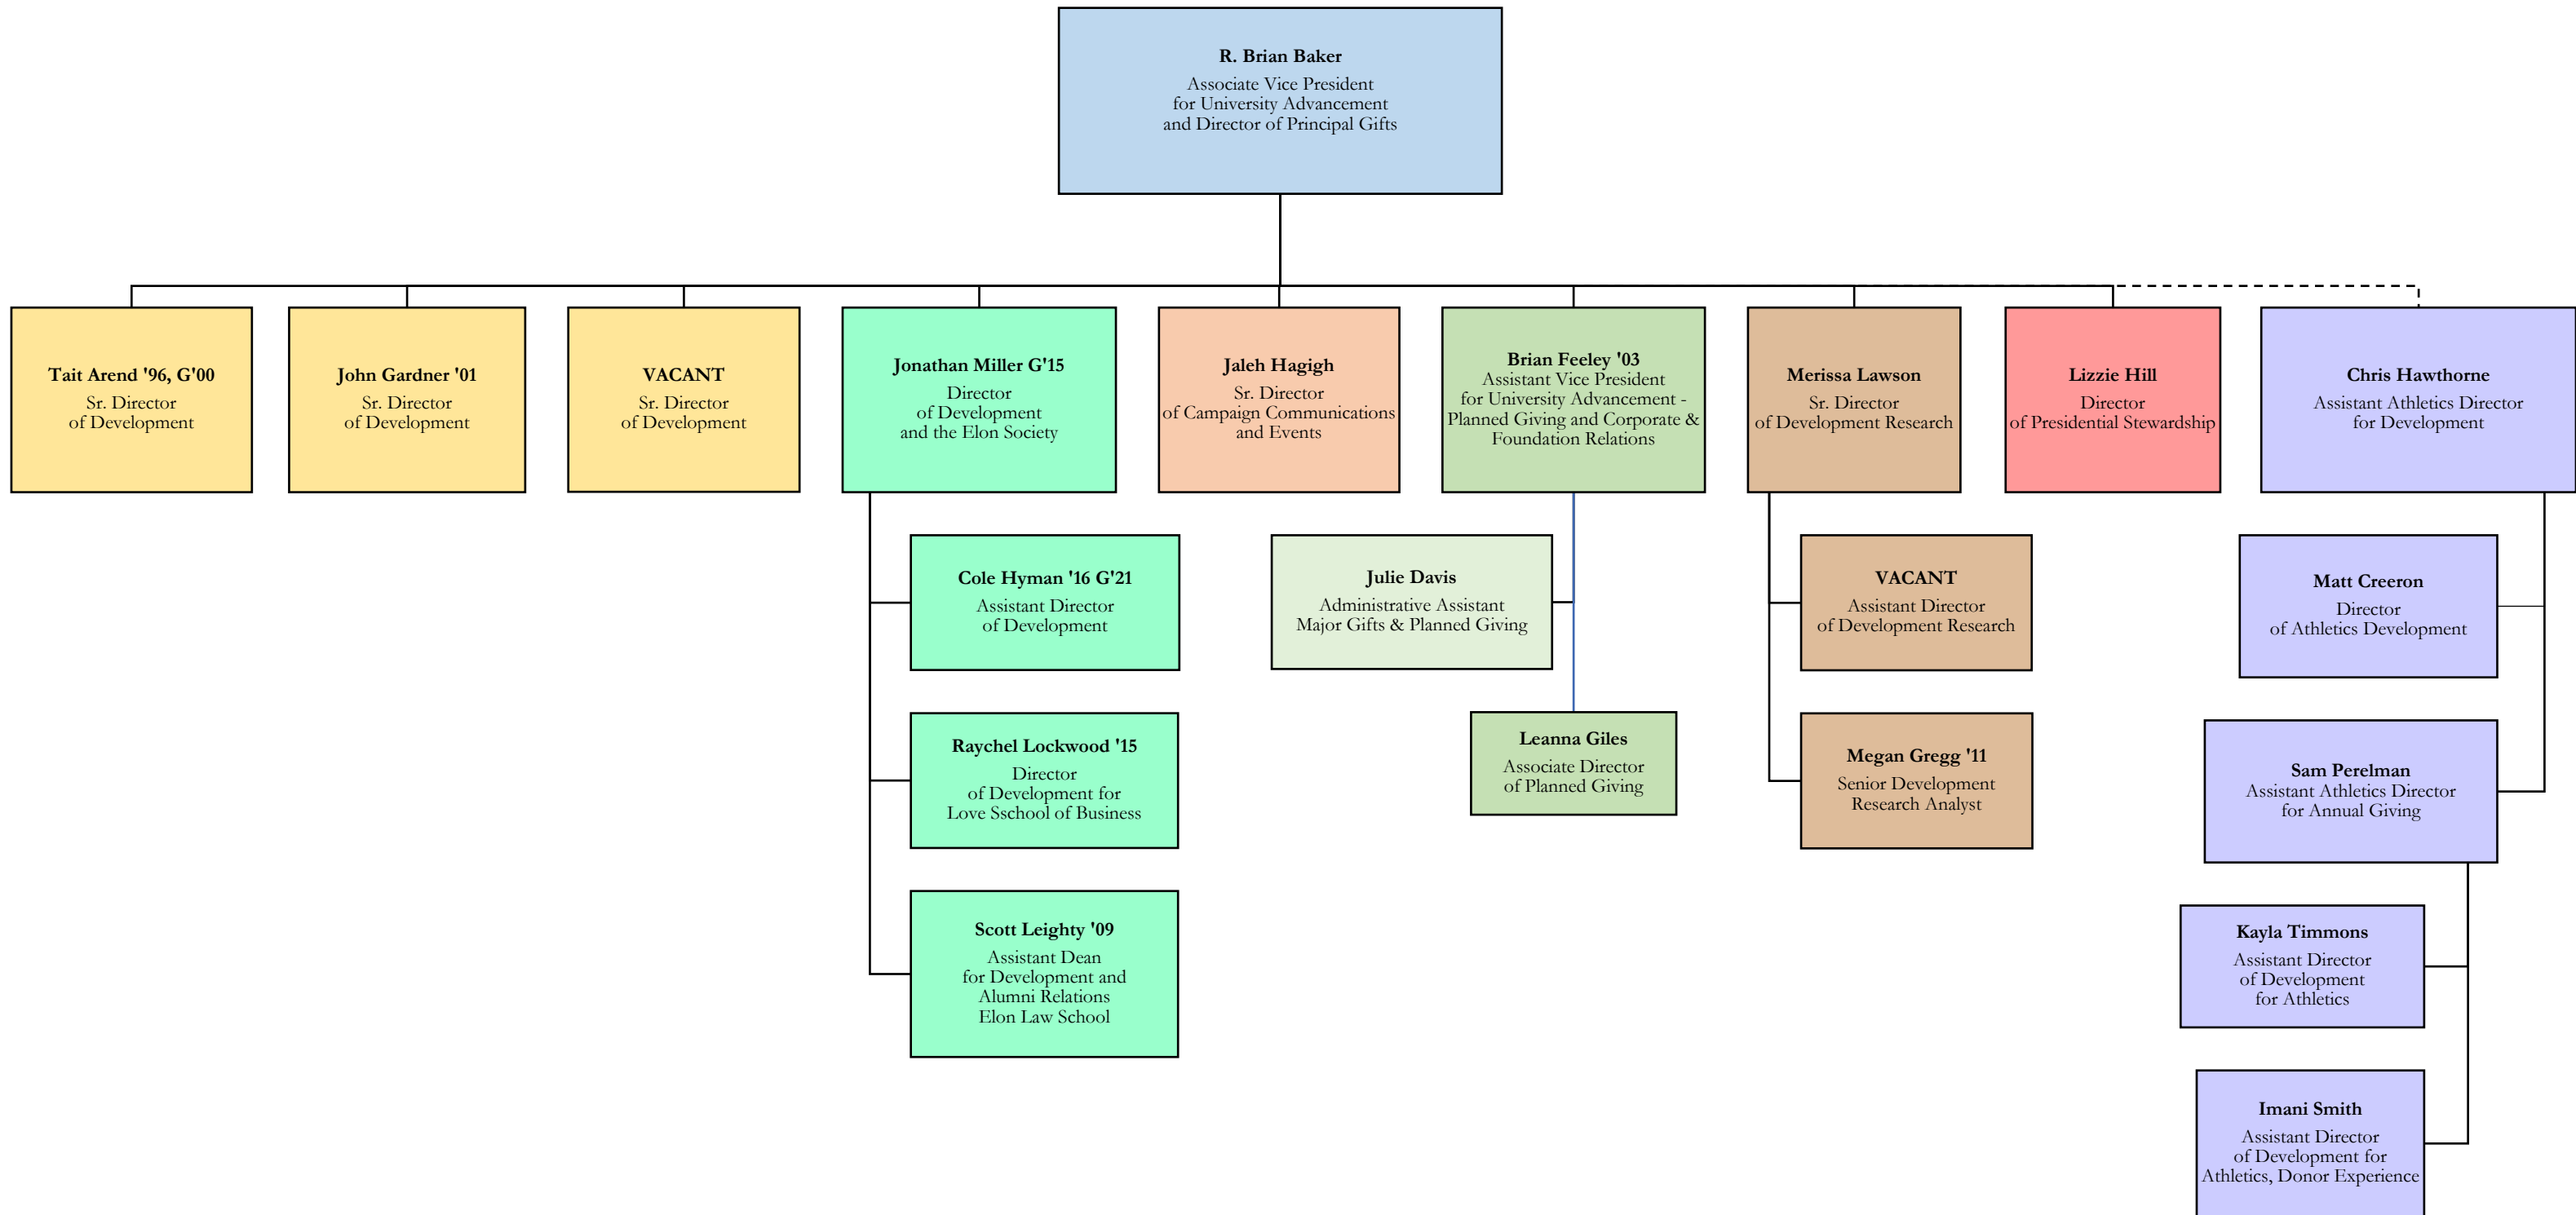 R. Brian Baker
Associate Vice President
for University Advancement
and Director of Principal Gifts
Tait Arend '96, G'00
Sr. Director
of Development
John Gardner '01
Sr. Director
of Development
VACANT
Sr. Director
of Development
Jonathan Miller G'15
Director
of Development
and the Elon Society
Jaleh Hagigh
Sr. Director
of Campaign Communications
and Events
Brian Feeley '03
Assistant Vice President
for University Advancement -
Planned Giving and Corporate &
Foundation Relations
Merissa Lawson
Sr. Director
of Development Research
Lizzie Hill
Director
of Presidential Stewardship
Chris Hawthorne
Assistant Athletics Director
for Development
Cole Hyman '16 G'21
Assistant Director
of Development
Julie Davis
Administrative Assistant
Major Gifts & Planned Giving
VACANT
Assistant Director
of Development Research
Matt Creeron
Director
of Athletics Development
Raychel Lockwood '15
Director
of Development for
Love Sschool of Business
Leanna Giles
Associate Director
of Planned Giving
Megan Gregg '11
Senior Development
Research Analyst
Sam Perelman
Assistant Athletics Director
for Annual Giving
Scott Leighty '09
Assistant Dean
for Development and
Alumni Relations
Elon Law School
Kayla Timmons
Assistant Director
of Development
for Athletics
Imani Smith
Assistant Director
of Development for
Athletics, Donor Experience